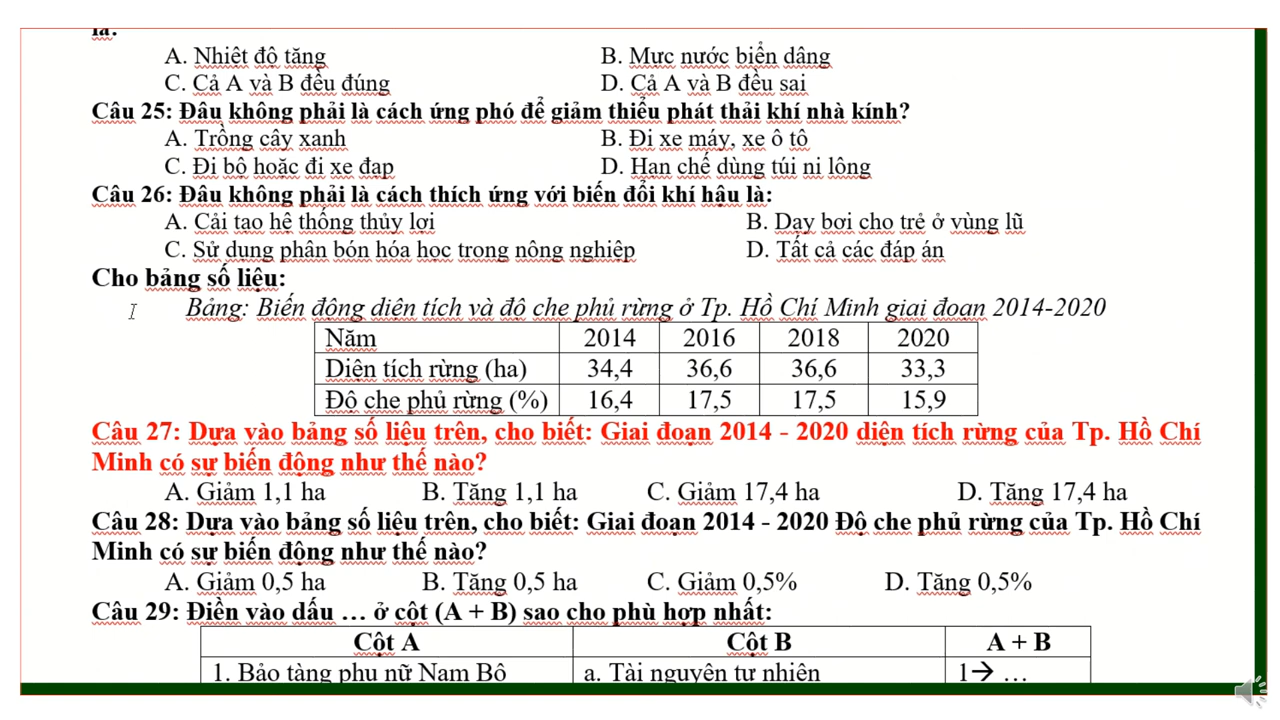 là:
A. Nhiệt độ tăng B. Mực nước biển dâng
C. Cả A và B đều đúng D. Cả A và B đều sai
Câu 25: Đâu không phải là cách ứng phó để giảm thiểu phát thải khí nhà kính?
A. Trồng cây xanh B. Đi xe máy, xe ô tô
C. Đi bộ hoặc đi xe đạp D. Hạn chế dùng túi ni lông
Câu 26: Đâu không phải là cách thích ứng với biến đổi khí hậu là:
A. Cải tạo hệ thống thủy lợi B. Dạy bơi cho trẻ ở vùng lũ
C. Sử dụng phân bón hóa học trong nông nghiệp D. Tất cả các đáp án
Cho bảng số liệu:
Bảng: Biến động diện tích và độ che phủ rừng ở Tp. Hồ Chí Minh giai đoạn 2014-2020
Năm 2014 2016 2018 2020
Diện tích rừng (ha) 34,4 36,6 36,6 33,3
Độ che phủ rừng (%) 16,4 17,5 17,5 15,9
Câu 27: Dựa vào bảng số liệu trên, cho biết: Giai đoạn 2014 - 2020 diện tích rừng của Tp. Hồ Chí
Minh có sự biến động như thế nào?
A. Giảm 1,1 ha B. Tăng 1,1 ha C. Giảm 17,4 ha D. Tăng 17,4 ha
Câu 28: Dựa vào bảng số liệu trên, cho biết: Giai đoạn 2014 - 2020 Độ che phủ rừng của Tp. Hồ Chí
Minh có sự biến động như thế nào?
A. Giảm 0,5 ha B. Tăng 0,5 ha C. Giảm 0,5% D. Tăng 0,5%
Câu 29: Điền vào dấu … ở cột (A + B) sao cho phù hợp nhất:
Cột A Cột B A + B
1. Bảo tàng phụ nữ Nam Bộ a. Tài nguyên tự nhiên 1→ …